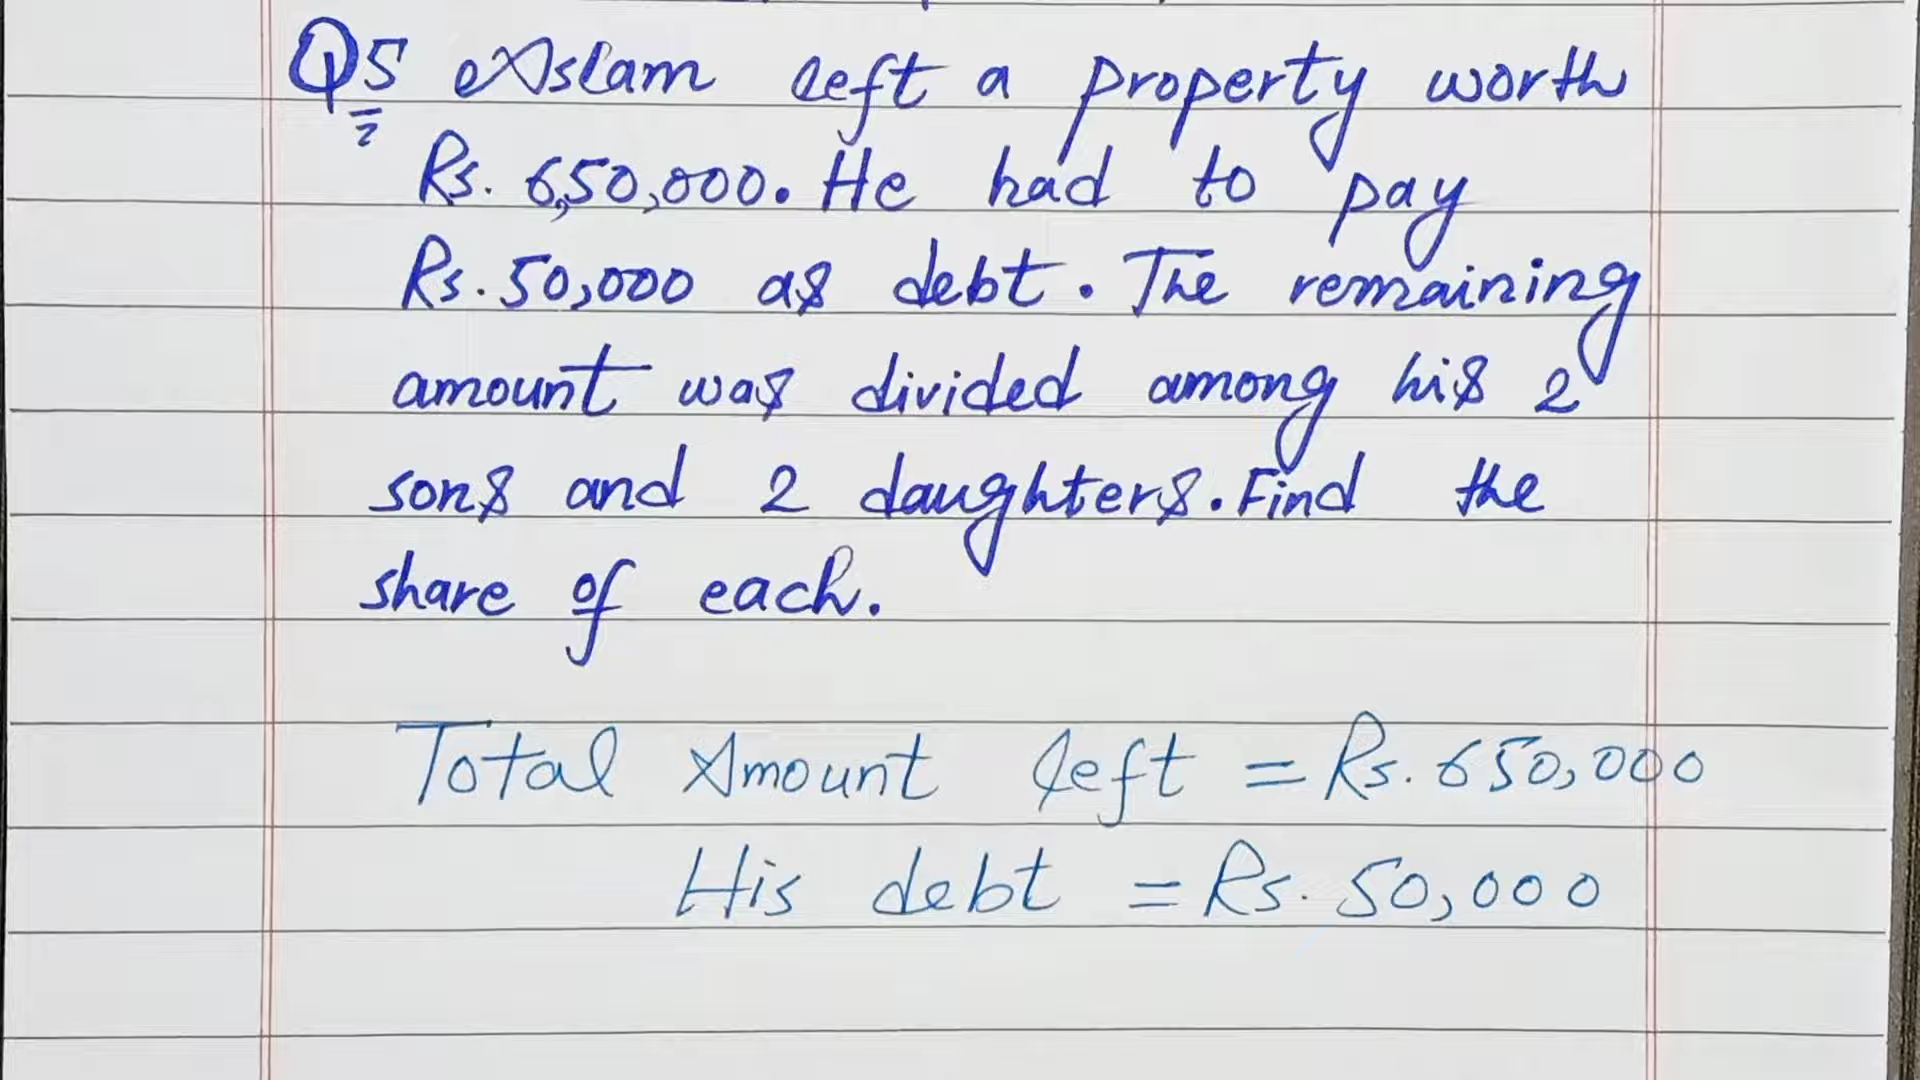 Q5 Aslam left a property worth
Rs. 6,50,000. He had to pay
Rs. 50,000 as debt. The remaining
amount was divided among his 2
sons and 2 daughters. Find the
share of each.
Total Amount left = Rs. 650,000
His debt = Rs. 50,000